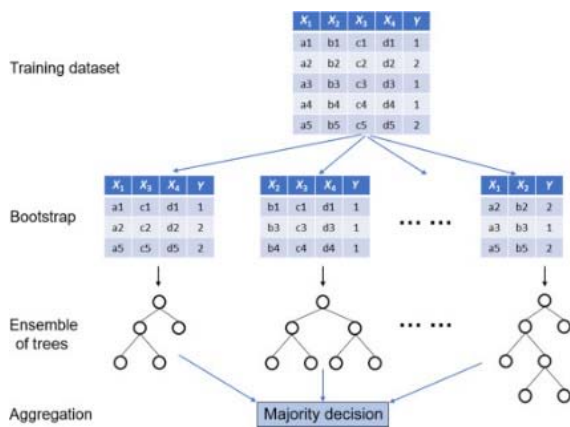 X1 X2 X3 X4 Y
a1 b1 c1 d1 1
a2 b2 c2 d2 2
Training dataset
a3 b3 c3 d3 1
a4 b4 c4 d4 1
a5 b5 c5 d5 2
X1 X3 X4 Y
a1 c1 d1 1
a2 c2 d2 2
a5 c5 d5 2
X2 X3 X4 Y
b1 c1 d1 1
b3 c3 d3 1
b4 c4 d4 1
X1 X2 Y
a2 b2 2
a3 b3 1
a5 b5 2
Bootstrap
... ...
Ensemble
of trees
... ...
Aggregation
Majority decision